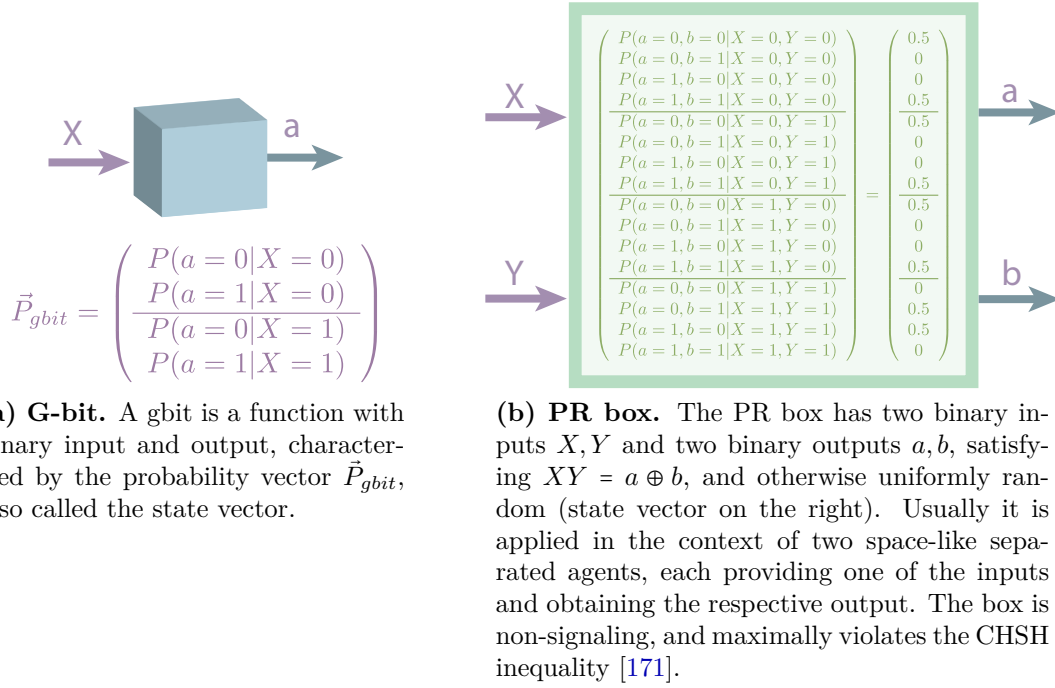 X
a
P⃗gbit = ( P(a = 0|X = 0)
P(a = 1|X = 0)
P(a = 0|X = 1)
P(a = 1|X = 1) )
a) G-bit. A gbit is a function with
nary input and output, character-
ed by the probability vector P⃗gbit,
so called the state vector.
X
Y
P(a = 0, b = 0|X = 0, Y = 0) 0.5
P(a = 0, b = 1|X = 0, Y = 0) 0
P(a = 1, b = 0|X = 0, Y = 0) 0
P(a = 1, b = 1|X = 0, Y = 0) 0.5
P(a = 0, b = 0|X = 0, Y = 1) 0.5
P(a = 0, b = 1|X = 0, Y = 1) 0
P(a = 1, b = 0|X = 0, Y = 1) 0
P(a = 1, b = 1|X = 0, Y = 1) 0.5
P(a = 0, b = 0|X = 1, Y = 0) = 0.5
P(a = 0, b = 1|X = 1, Y = 0) 0
P(a = 1, b = 0|X = 1, Y = 0) 0
P(a = 1, b = 1|X = 1, Y = 0) 0.5
P(a = 0, b = 0|X = 1, Y = 1) 0
P(a = 0, b = 1|X = 1, Y = 1) 0.5
P(a = 1, b = 0|X = 1, Y = 1) 0.5
P(a = 1, b = 1|X = 1, Y = 1) 0
a
b
(b) PR box. The PR box has two binary in-
puts X, Y and two binary outputs a, b, satisfy-
ing XY = a ⊕ b, and otherwise uniformly ran-
dom (state vector on the right). Usually it is
applied in the context of two space-like sepa-
rated agents, each providing one of the inputs
and obtaining the respective output. The box is
non-signaling, and maximally violates the CHSH
inequality [171].